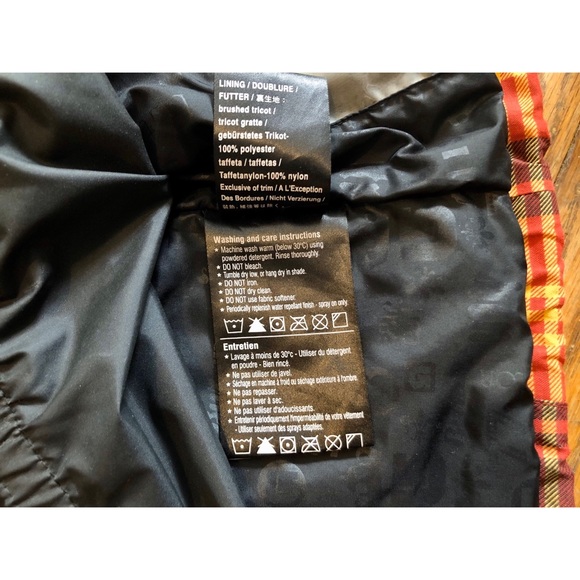 LINING / DOUBLURE /
FUTTER / 裏生地 :
brushed tricot /
tricot gratte /
gebürstetes Trikot-
100% polyester
taffeta / taffetas /
Taffetanylon-100% nylon
Exclusive of trim / A L'Exception
Des Bordures / Nicht Verzierung /
Washing and care instructions
★ Machine wash warm (below 30°C) using
powdered detergent. Rinse thoroughly.
★ DO NOT bleach.
★ Tumble dry low, or hang dry in shade.
★ DO NOT iron.
★ DO NOT dry clean.
★ DO NOT use fabric softener.
★ Periodically replenish water repellant finish - spray on only.
Entretien
★ Lavage à moins de 30°c - Utiliser du détergent
en poudre - Bien rincé.
★ Ne pas utiliser de javel.
★ Séchage en machine à froid ou séchage extérieure à l'ombre.
★ Ne pas repasser.
★ Ne pas laver à sec.
★ Ne pas utiliser d'adoucissants.
★ Entretenir périodiquement l'imperméabilité de votre vêtement
- Utiliser seulement des sprays adaptées.